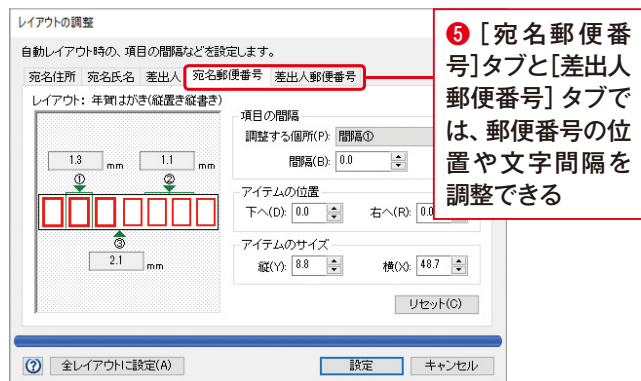 レイアウトの調整
自動レイアウト時の、項目の間隔などを設定します。
宛名住所 宛名氏名 差出人 宛名郵便番号 差出人郵便番号
レイアウト： 年賀はがき(縦置き縦書き)
1.3 mm 1.1 mm
① ②
③
2.1 mm
項目の間隔
調整する個所(P): 間隔①
間隔(B): 0.0
アイテムの位置
下へ(D): 0.0 右へ(R): 0.0
アイテムのサイズ
縦(Y): 8.8 横(X): 48.7
リセット(C)
? 全レイアウトに設定(A) 設定 キャンセル
❺［宛名郵便番
号]タブと[差出人
郵便番号］タブで
は、郵便番号の位
置や文字間隔を
調整できる